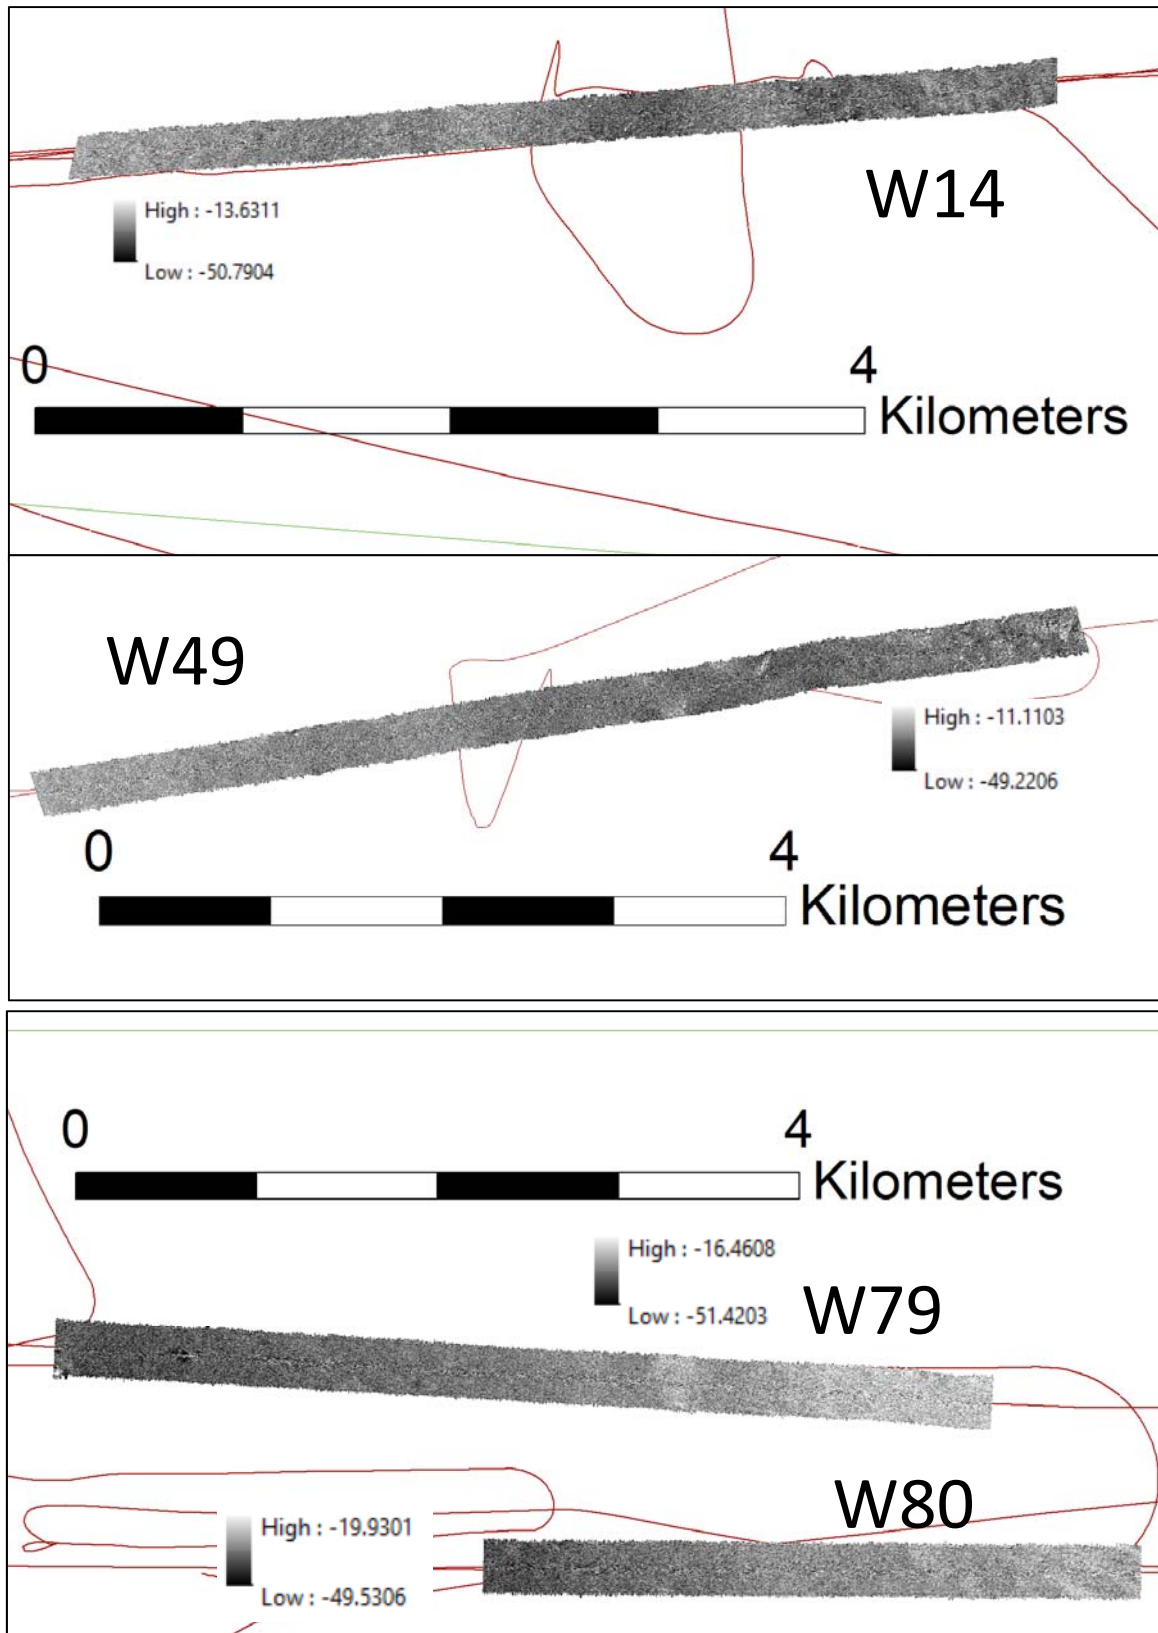 W14
High : -13.6311
Low : -50.7904
0 4
Kilometers
W49
High : -11.1103
Low : -49.2206
0 4
Kilometers
0 4
Kilometers
High : -16.4608
Low : -51.4203
W79
W80
High : -19.9301
Low : -49.5306